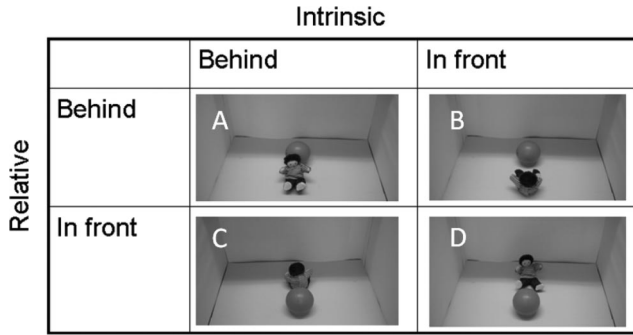 Intrinsic
Behind
In front
Relative
Behind
A
B
In front
C
D